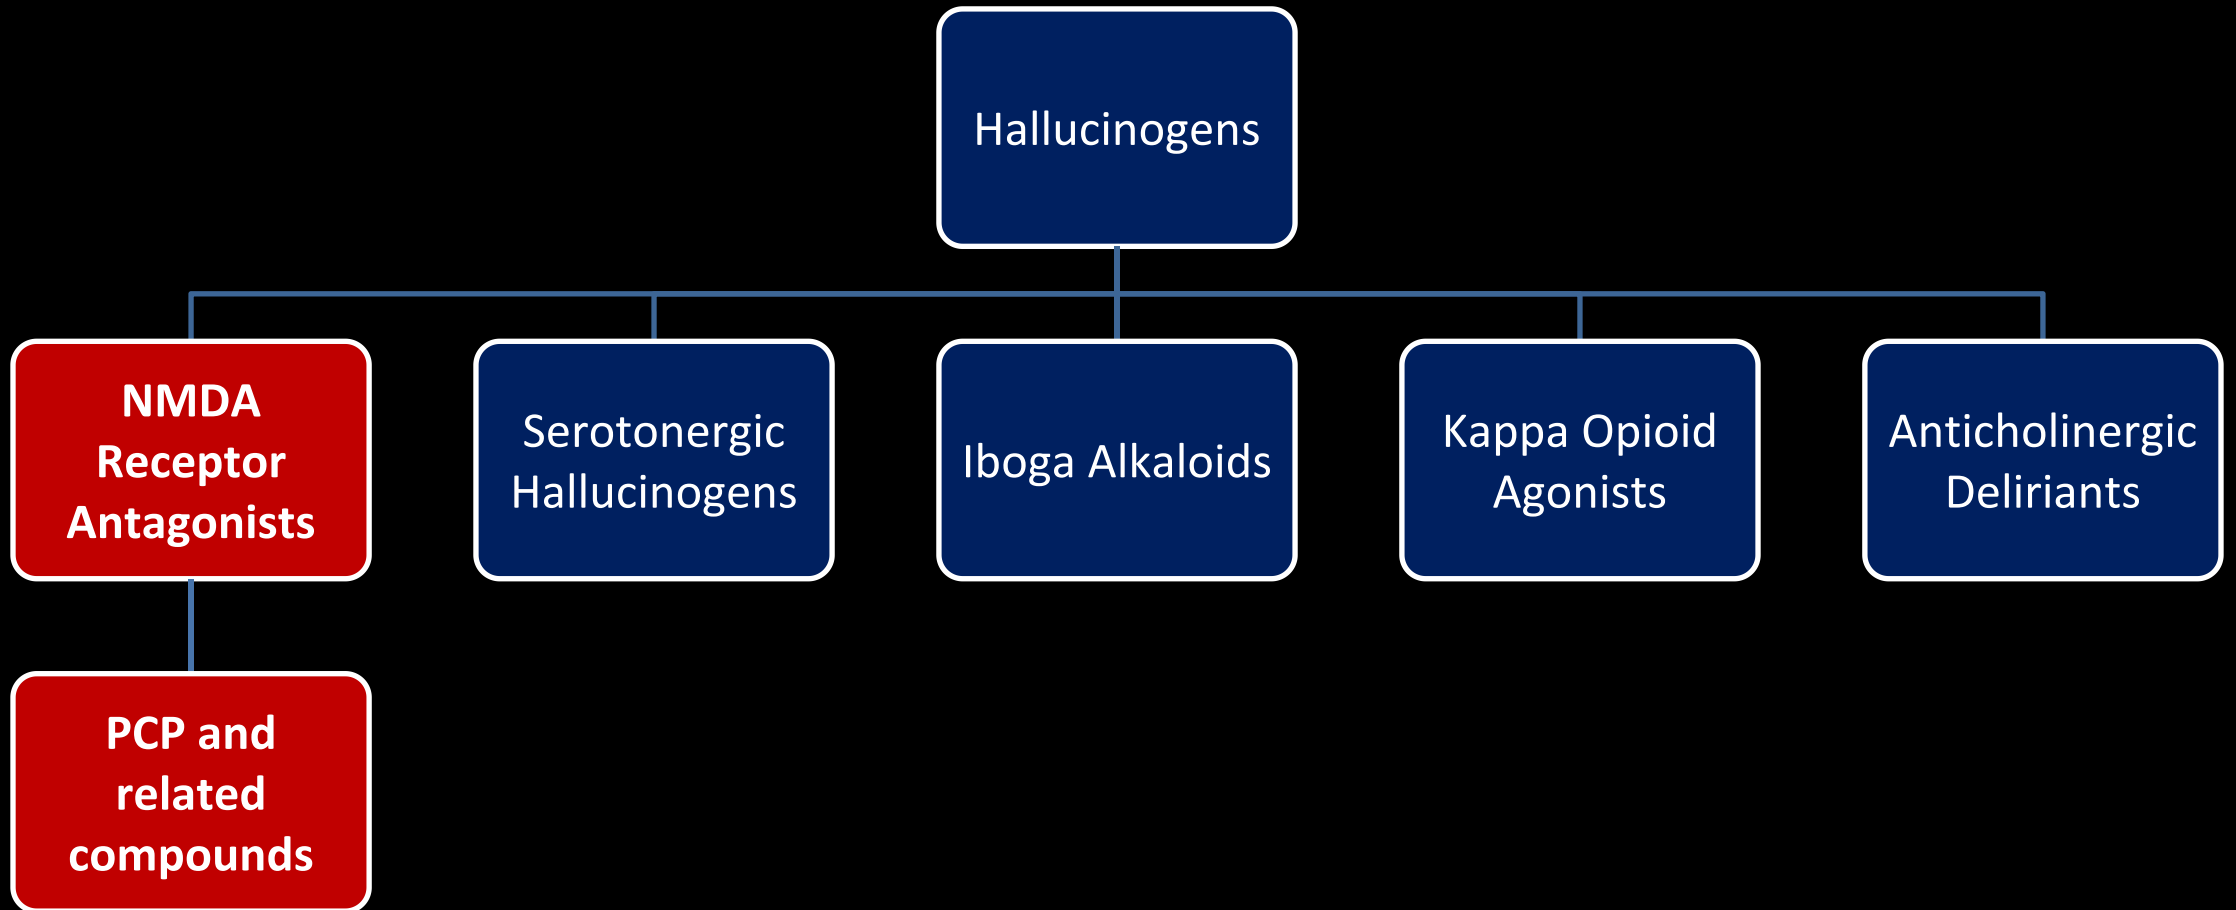 Hallucinogens
NMDA
Receptor
Antagonists
Serotonergic
Hallucinogens
Iboga Alkaloids
Kappa Opioid
Agonists
Anticholinergic
Deliriants
PCP and
related
compounds